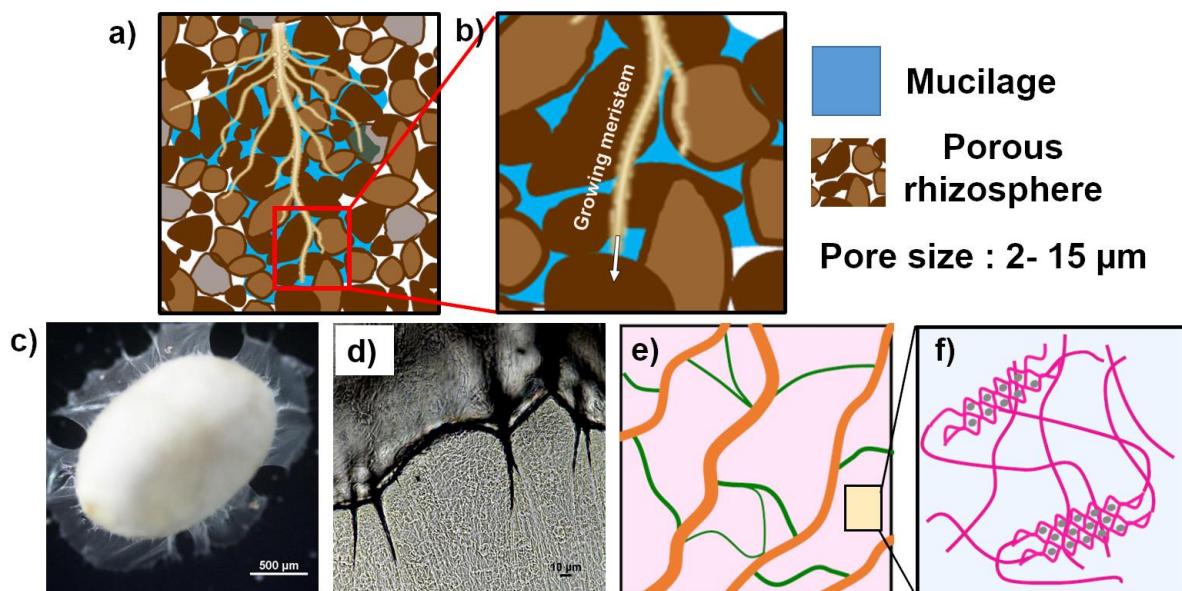 a)
b)
Growing meristem
Mucilage
Porous
rhizosphere
Pore size : 2- 15 µm
c)
500 µm
d)
10 µm
e)
f)